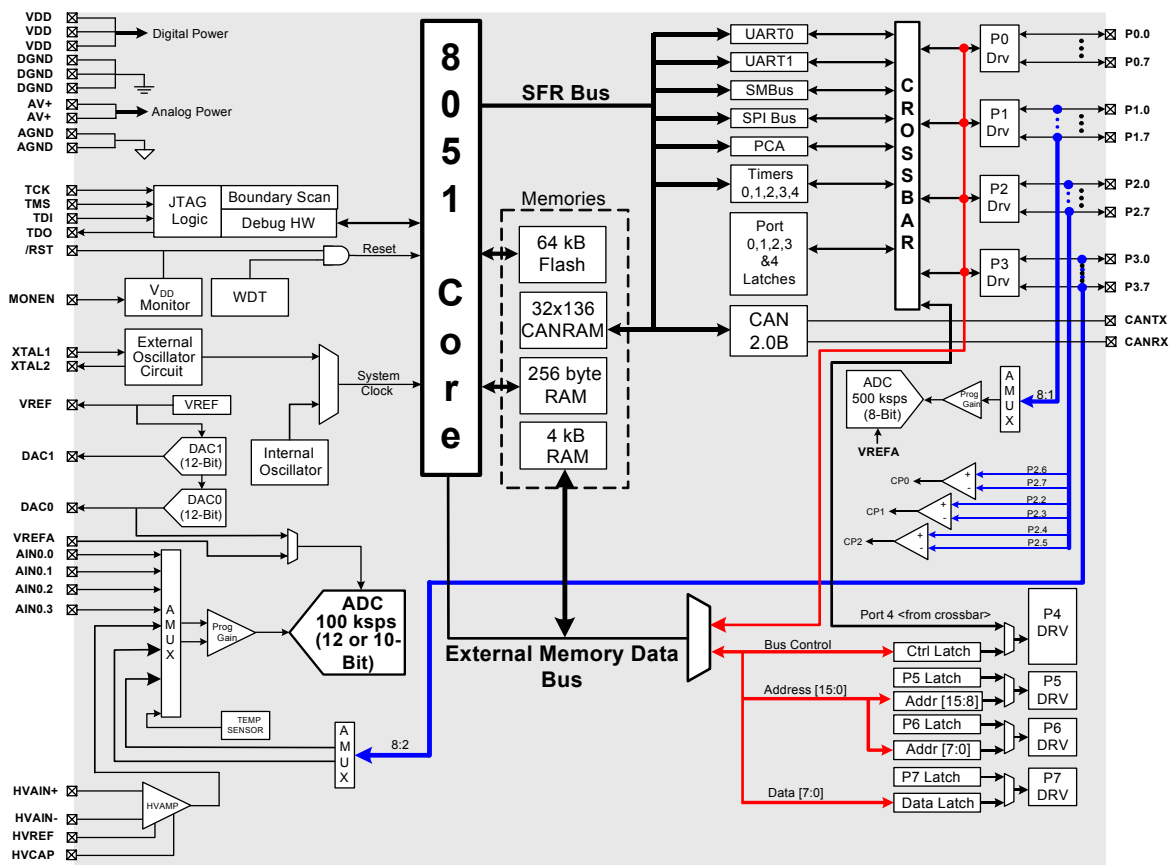 VDD
VDD
VDD
Digital Power
DGND
DGND
DGND
AV+
AV+
Analog Power
AGND
AGND
TCK
TMS
TDI
TDO
JTAG
Logic
Boundary Scan
Debug HW
/RST
Reset
MONEN
VDD
Monitor
WDT
XTAL1
XTAL2
External
Oscillator
Circuit
System
Clock
Internal
Oscillator
VREF
VREF
DAC1
DAC1
(12-Bit)
DAC0
DAC0
(12-Bit)
VREFA
AIN0.0
AIN0.1
AIN0.2
AIN0.3
AMUX
Prog
Gain
ADC
100 ksps
(12 or 10-
Bit)
TEMP
SENSOR
AMUX
8:2
HVAIN+
HVAIN-
HVREF
HVCAP
HVAMP
8051 Core
SFR Bus
Memories
64 kB
Flash
32x136
CANRAM
256 byte
RAM
4 kB
RAM
External Memory Data
Bus
UART0
UART1
SMBus
SPI Bus
PCA
Timers
0,1,2,3,4
Port
0,1,2,3
&4
Latches
CAN
2.0B
CROSSBAR
P0
Drv
P1
Drv
P2
Drv
P3
Drv
P0.0
P0.7
P1.0
P1.7
P2.0
P2.7
P3.0
P3.7
CANTX
CANRX
ADC
500 ksps
(8-Bit)
VREFA
Prog
Gain
AMUX
8:1
CP0
+
-
P2.6
P2.7
CP1
+
-
P2.2
P2.3
CP2
+
-
P2.4
P2.5
Port 4 <from crossbar>
P4
DRV
Bus Control
Ctrl Latch
P5 Latch
P5
DRV
Address [15:0]
Addr [15:8]
P6 Latch
P6
DRV
Addr [7:0]
P7 Latch
P7
DRV
Data [7:0]
Data Latch